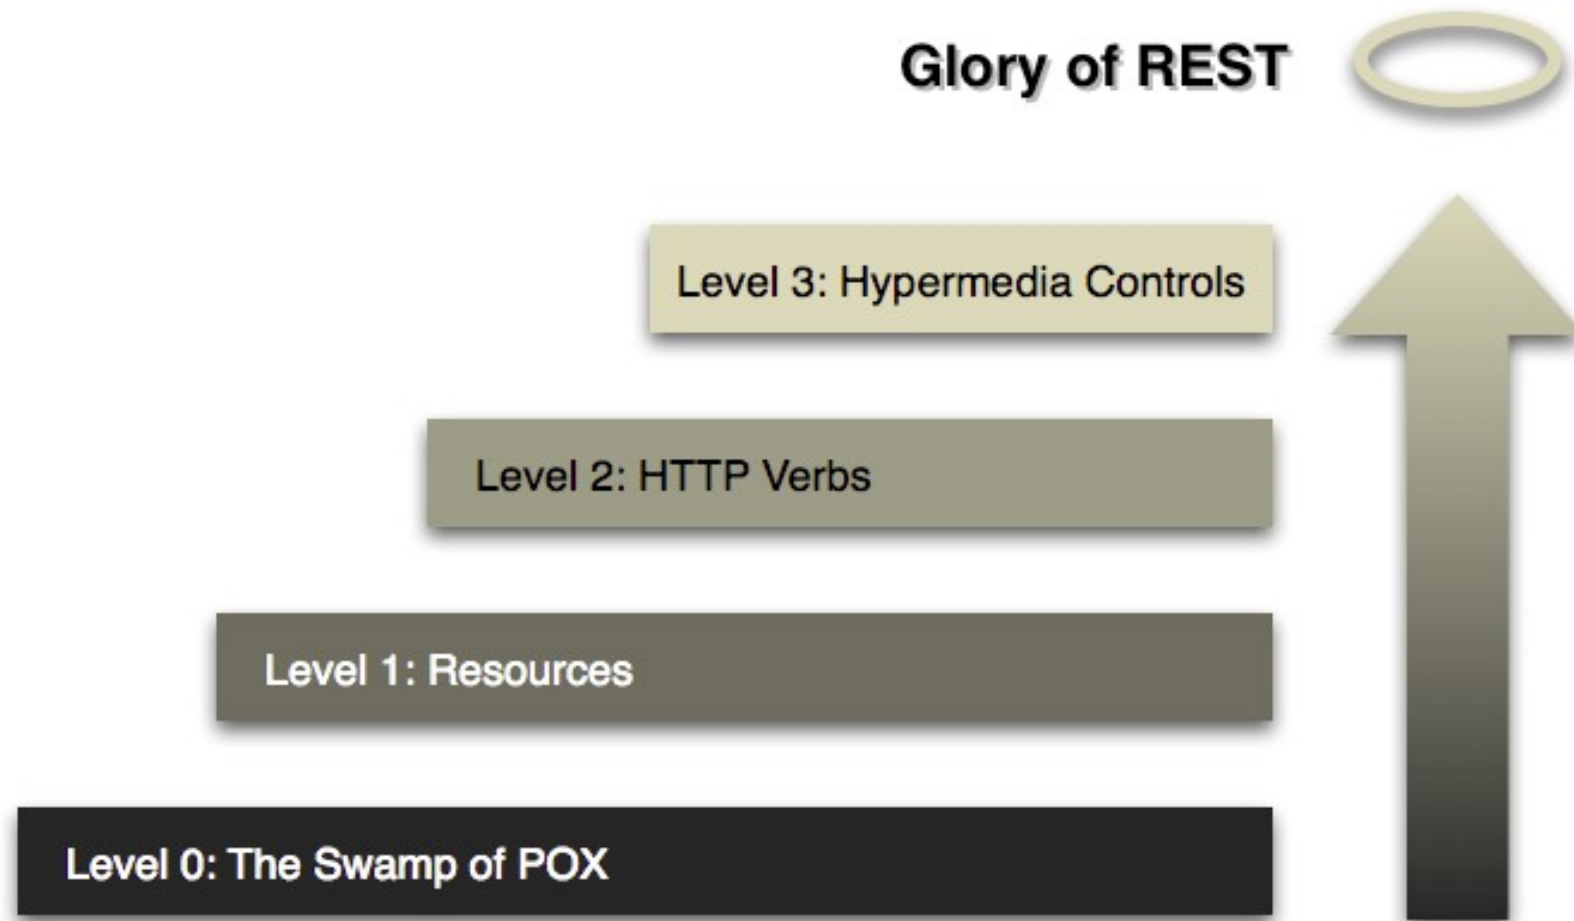 Glory of REST
Level 3: Hypermedia Controls
Level 2: HTTP Verbs
Level 1: Resources
Level 0: The Swamp of POX